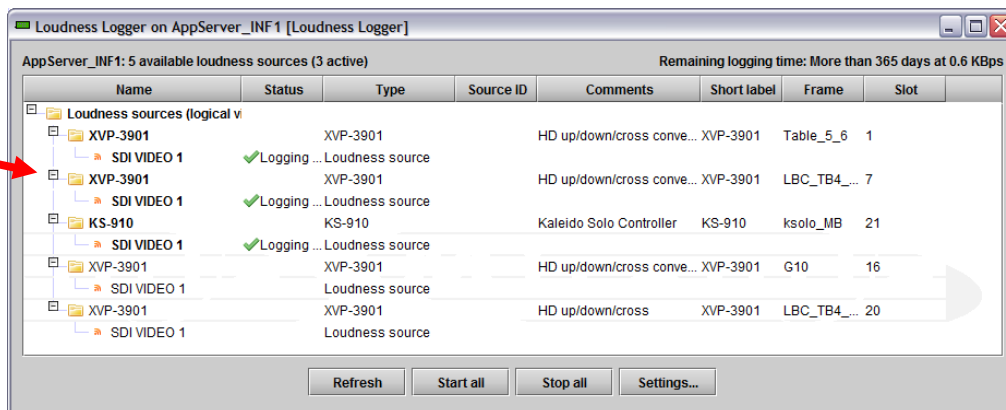 Loudness Logger on AppServer_INF1 [Loudness Logger]
AppServer_INF1: 5 available loudness sources (3 active) Remaining logging time: More than 365 days at 0.6 KBps
Name Status Type Source ID Comments Short label Frame Slot
Loudness sources (logical vi
XVP-3901 XVP-3901 HD up/down/cross conve... XVP-3901 Table_5_6 1
SDI VIDEO 1 Logging ... Loudness source
XVP-3901 XVP-3901 HD up/down/cross conve... XVP-3901 LBC_TB4_... 7
SDI VIDEO 1 Logging ... Loudness source
KS-910 KS-910 Kaleido Solo Controller KS-910 ksolo_MB 21
SDI VIDEO 1 Logging ... Loudness source
XVP-3901 XVP-3901 HD up/down/cross conve... XVP-3901 G10 16
SDI VIDEO 1 Loudness source
XVP-3901 XVP-3901 HD up/down/cross XVP-3901 LBC_TB4_... 20
SDI VIDEO 1 Loudness source
Refresh Start all Stop all Settings...